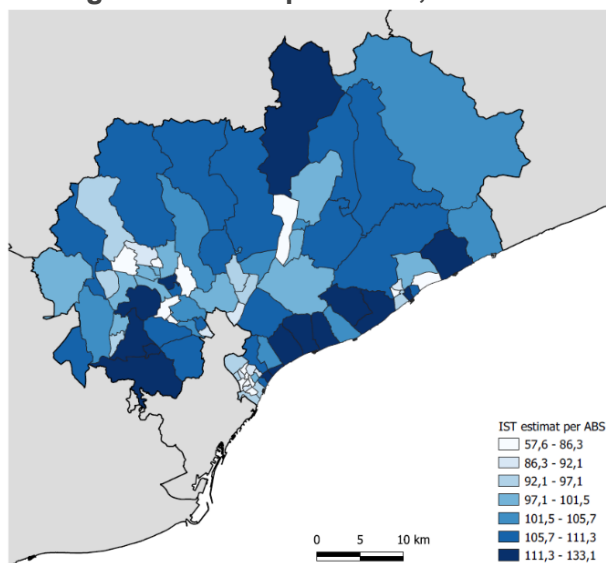 IST estimat per ABS
57,6 - 86,3
86,3 - 92,1
92,1 - 97,1
97,1 - 101,5
101,5 - 105,7
105,7 - 111,3
111,3 - 133,1
0 5 10 km